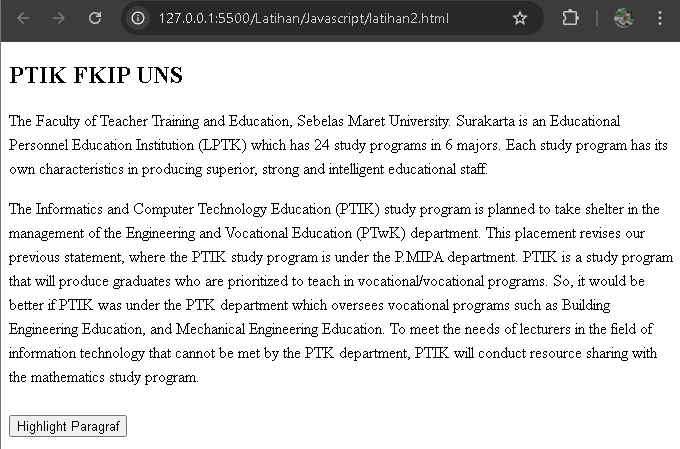 127.0.0.1:5500/Latihan/Javascript/latihan2.html
PTIK FKIP UNS
The Faculty of Teacher Training and Education, Sebelas Maret University. Surakarta is an Educational
Personnel Education Institution (LPTK) which has 24 study programs in 6 majors. Each study program has its
own characteristics in producing superior, strong and intelligent educational staff.
The Informatics and Computer Technology Education (PTIK) study program is planned to take shelter in the
management of the Engineering and Vocational Education (PTwK) department. This placement revises our
previous statement, where the PTIK study program is under the P.MIPA department. PTIK is a study program
that will produce graduates who are prioritized to teach in vocational/vocational programs. So, it would be
better if PTIK was under the PTK department which oversees vocational programs such as Building
Engineering Education, and Mechanical Engineering Education. To meet the needs of lecturers in the field of
information technology that cannot be met by the PTK department, PTIK will conduct resource sharing with
the mathematics study program.
Highlight Paragraf